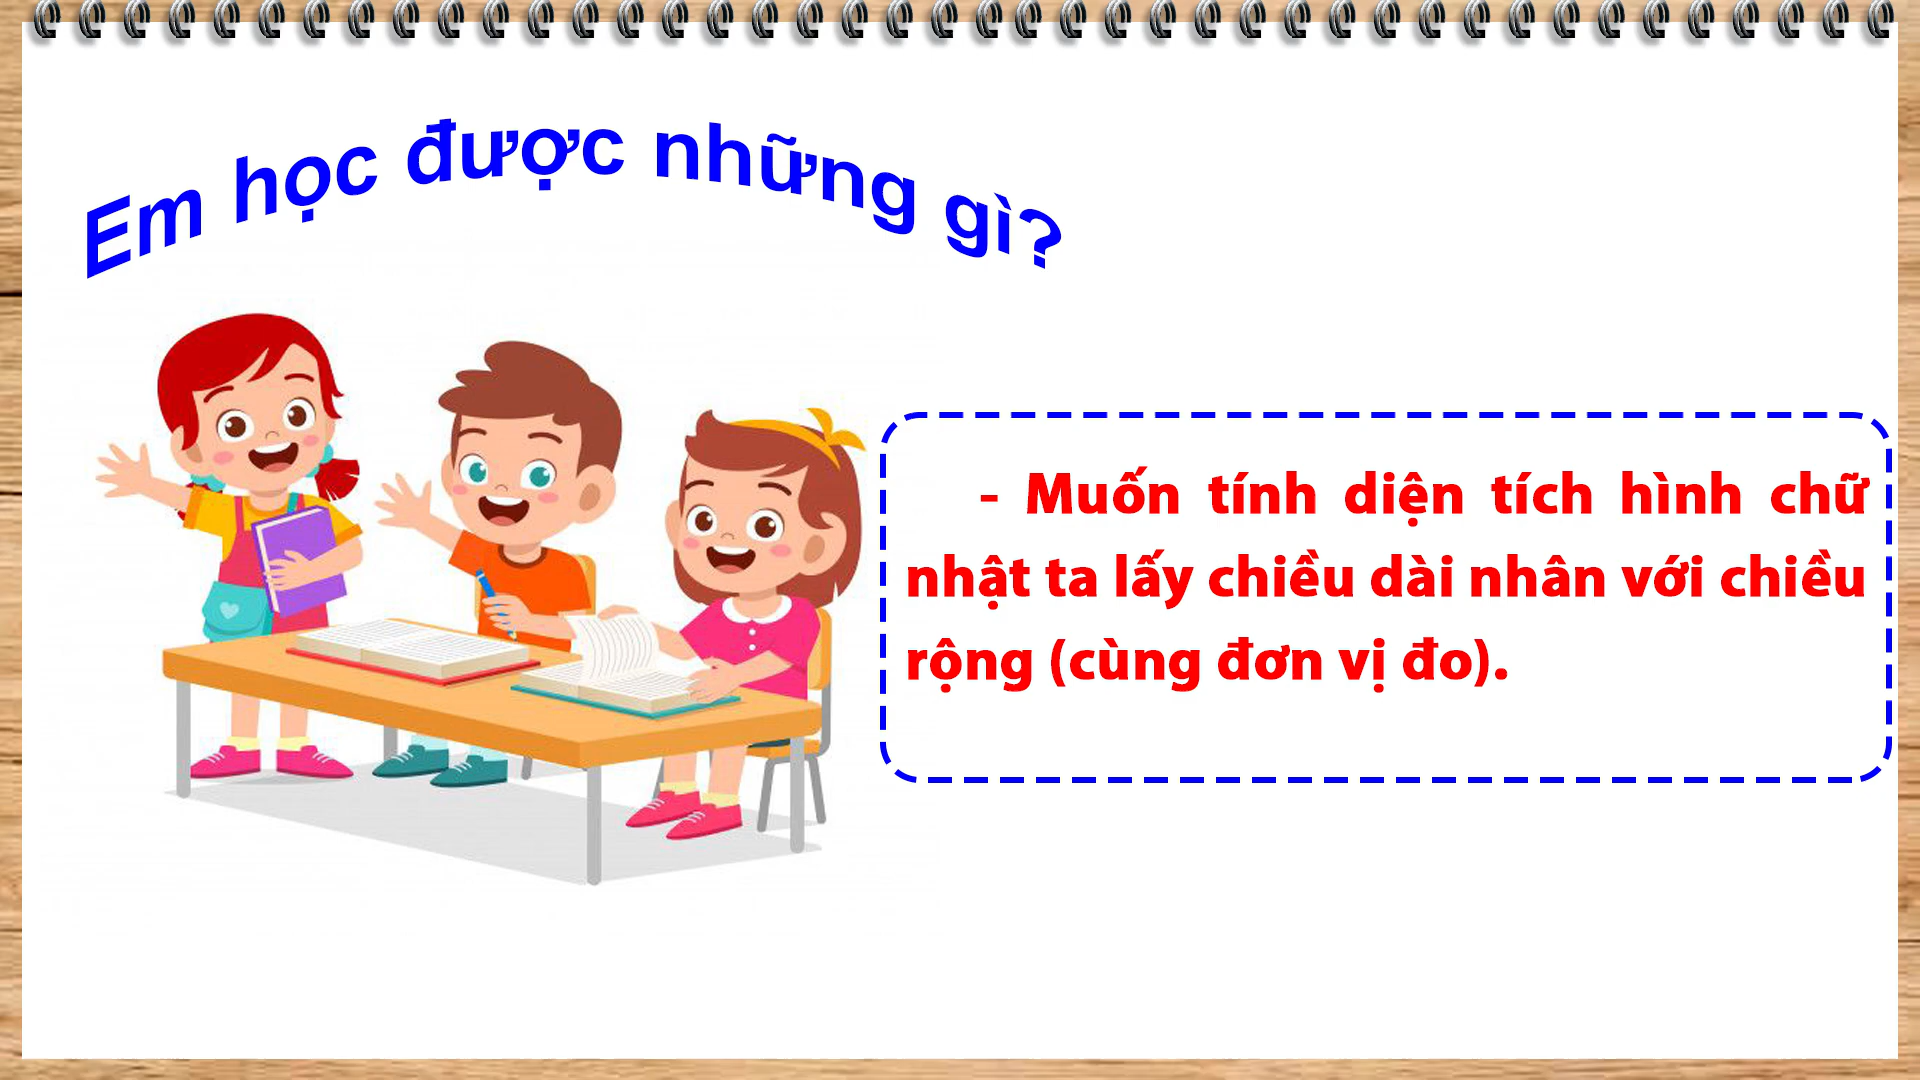 Em học được những gì?
- Muốn tính diện tích hình chữ
nhật ta lấy chiều dài nhân với chiều
rộng (cùng đơn vị đo).